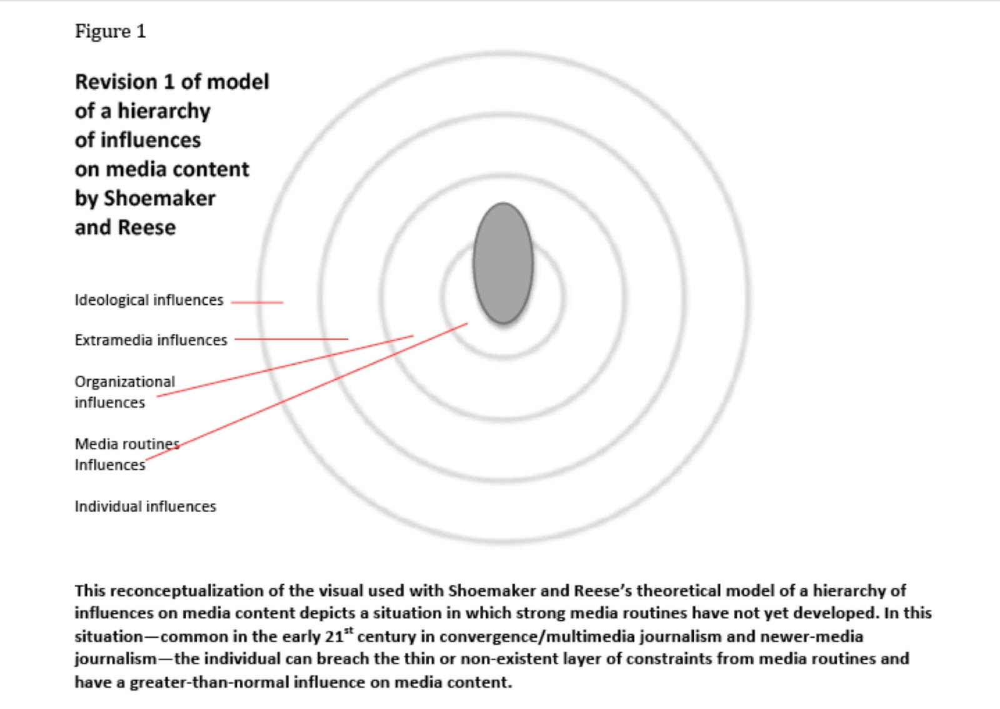 Figure 1
Revision 1 of model
of a hierarchy
of influences
on media content
by Shoemaker
and Reese
Ideological influences
Extramedia influences
Organizational
influences
Media routines
Influences
Individual influences
This reconceptualization of the visual used with Shoemaker and Reese’s theoretical model of a hierarchy of
influences on media content depicts a situation in which strong media routines have not yet developed. In this
situation—common in the early 21st century in convergence/multimedia journalism and newer-media
journalism—the individual can breach the thin or non-existent layer of constraints from media routines and
have a greater-than-normal influence on media content.